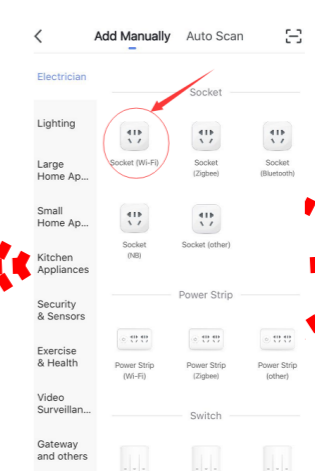 Add Manually Auto Scan
Electrician
Socket
Lighting
Socket (Wi-Fi)
Socket
(Zigbee)
Socket
(Bluetooth)
Large
Home Ap...
Small
Home Ap...
Socket
(NB)
Socket (other)
Kitchen
Appliances
Power Strip
Security
& Sensors
Exercise
& Health
Power Strip
(Wi-Fi)
Power Strip
(Zigbee)
Power Strip
(other)
Video
Surveillan...
Switch
Gateway
and others